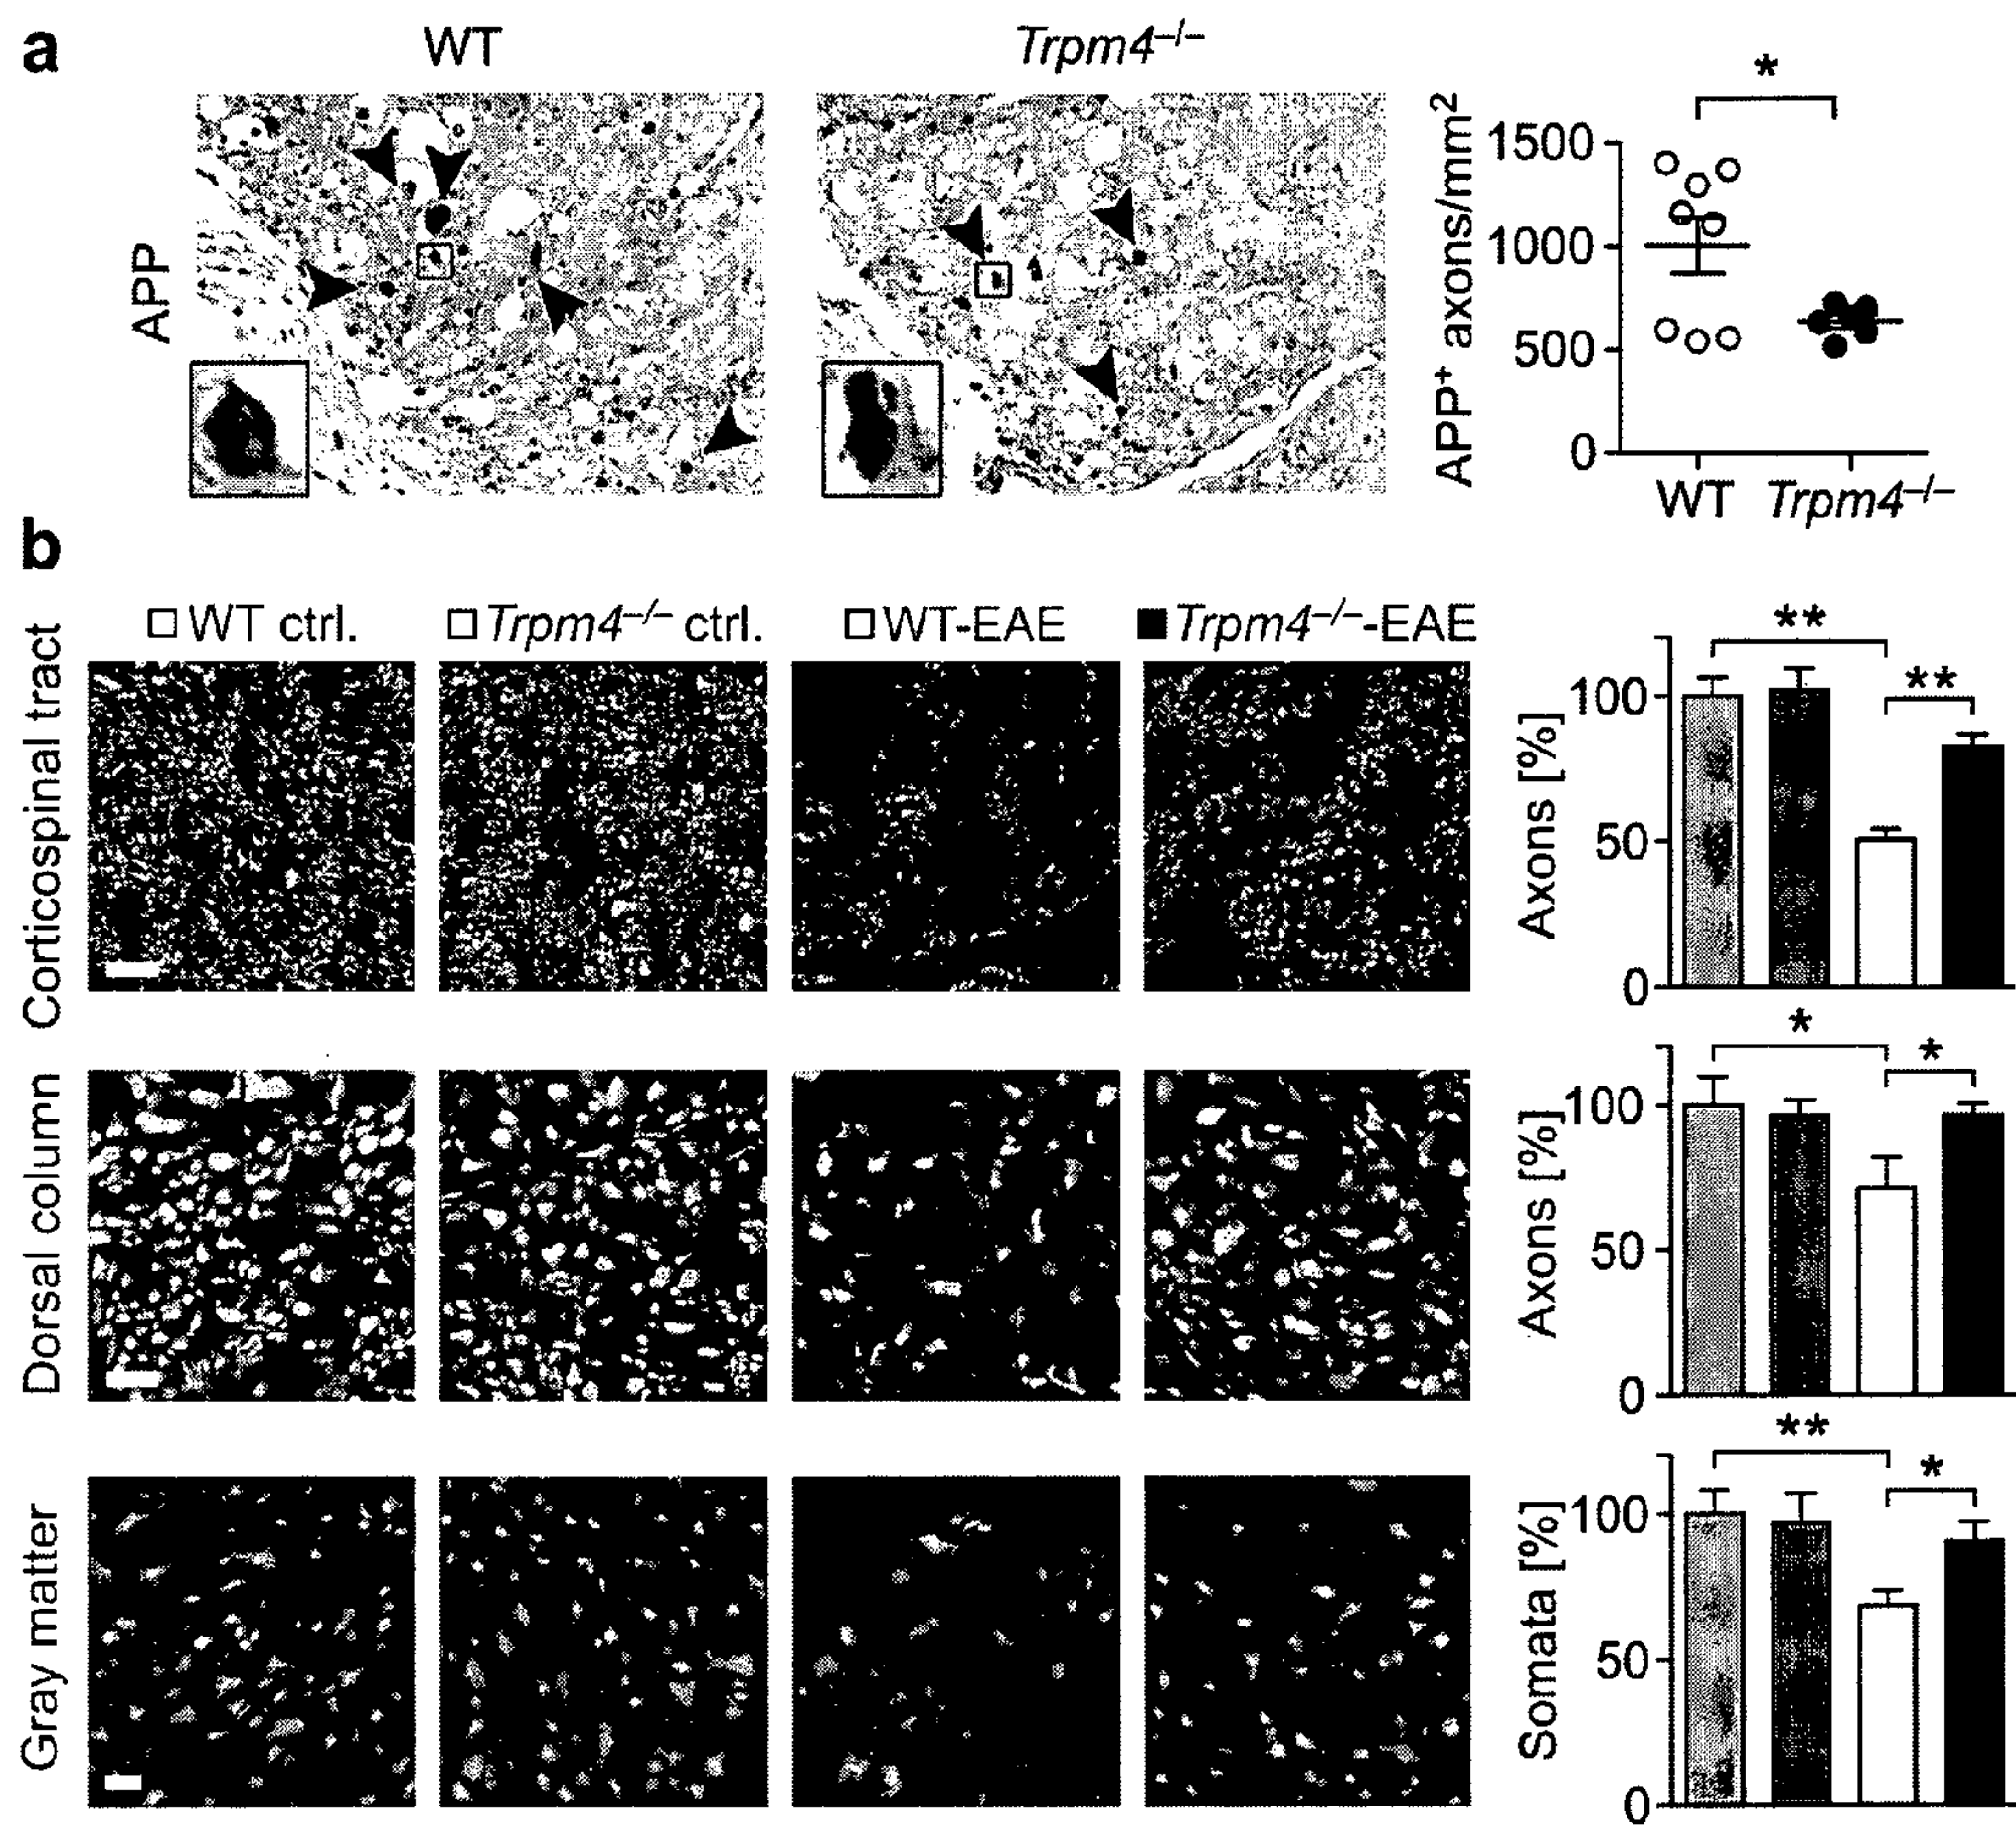 a
WT
Trpm4–/–
*
APP
APP+ axons/mm2
1500
1000
500
0
WT Trpm4–/–
b
WT ctrl.
Trpm4–/– ctrl.
WT-EAE
Trpm4–/–-EAE
Corticospinal tract
Axons [%]
**
**
100
50
0
Dorsal column
Axons [%]
*
*
100
50
0
Gray matter
Somata [%]
**
*
100
50
0